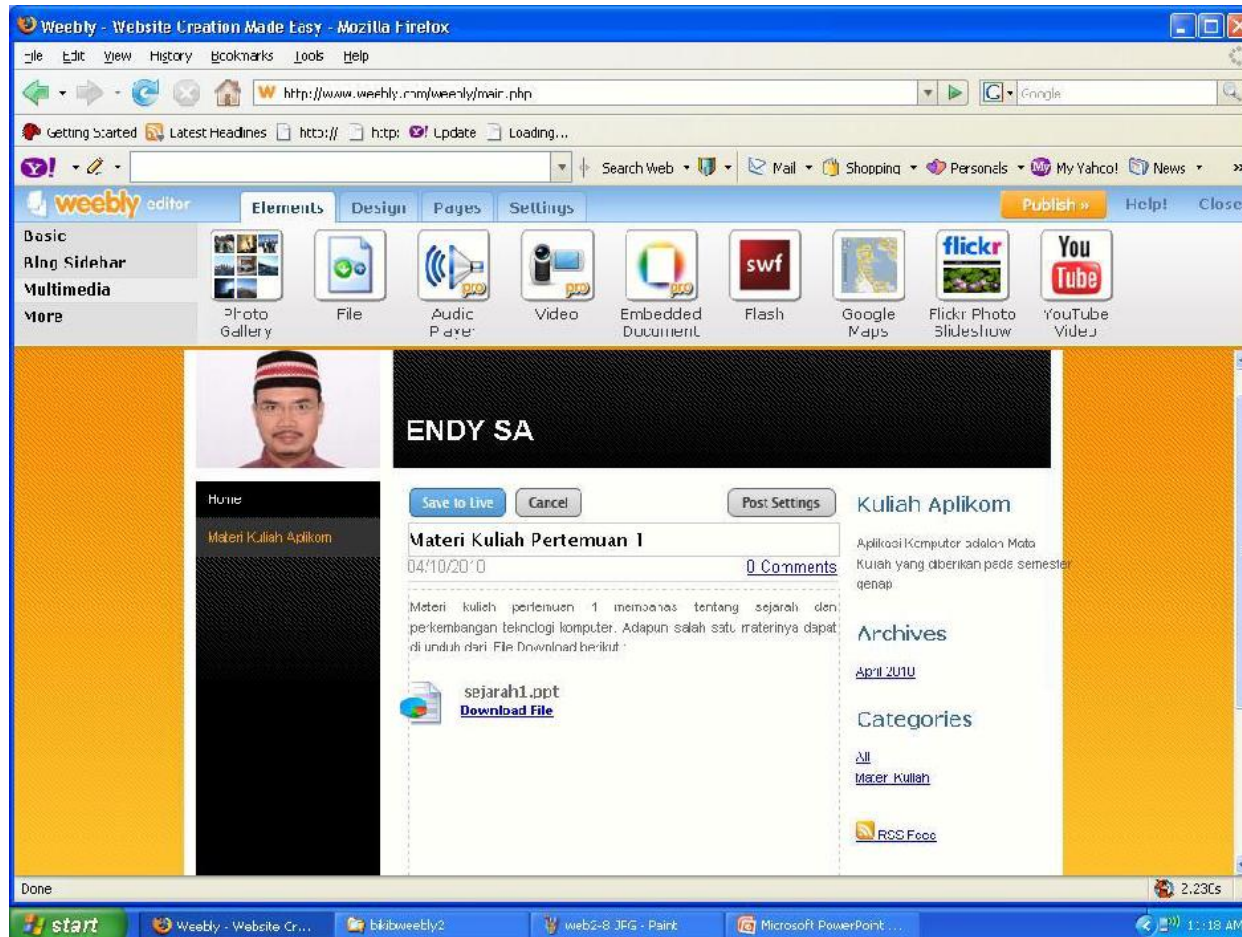 Weebly - Website Creation Made Easy - Mozilla Firefox
File Edit View History Bookmarks Tools Help
http://www.weebly.com/weebly/main.php
Google
Getting Started Latest Headlines http:// http: Update Loading...
Search Web Mail Shopping Personals My Yahoo! News
weebly editor Elements Design Pages Settings Publish » Help! Close
Basic
Blog Sidebar
Multimedia
More
Photo Gallery
File
Audio Player
pro
Video
pro
Embedded Document
pro
swf
Flash
Google Maps
flickr
Flickr Photo Slideshow
You Tube
YouTube Video
ENDY SA
Home
Materi Kuliah Aplikom
Save to Live Cancel Post Settings
Materi Kuliah Pertemuan 1
04/10/2010 0 Comments
Materi kuliah pertemuan 1 membahas tentang sejarah dan
perkembangan teknologi komputer. Adapun salah satu materinya dapat
di unduh dari File Download berikut :
sejarah1.ppt
Download File
Kuliah Aplikom
Aplikasi Komputer adalah Mata
Kuliah yang diberikan pada semester
genap
Archives
April 2010
Categories
All
Materi Kuliah
RSS Feed
Done 2.230s
start Weebly - Website Cr... bikibweebly2 web2-8 JPG - Paint Microsoft PowerPoint ... 11:18 AM